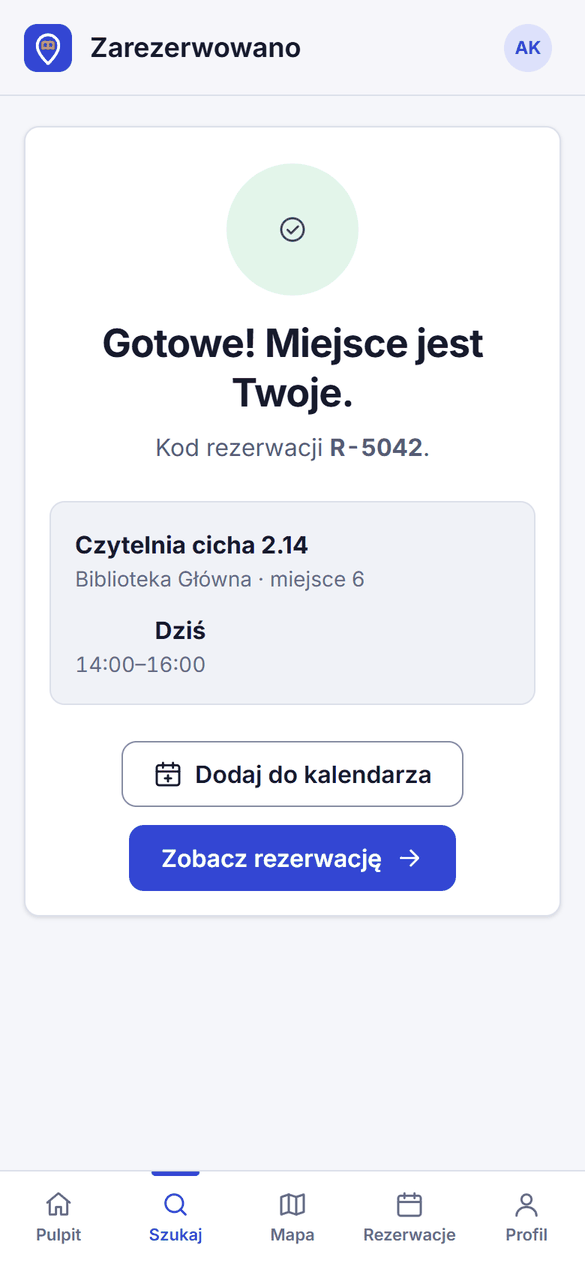 Zarezerwowano
AK
Gotowe! Miejsce jest
Twoje.
Kod rezerwacji R-5042.
Czytelnia cicha 2.14
Biblioteka Główna · miejsce 6
Dziś
14:00–16:00
Dodaj do kalendarza
Zobacz rezerwację
Pulpit
Szukaj
Mapa
Rezerwacje
Profil